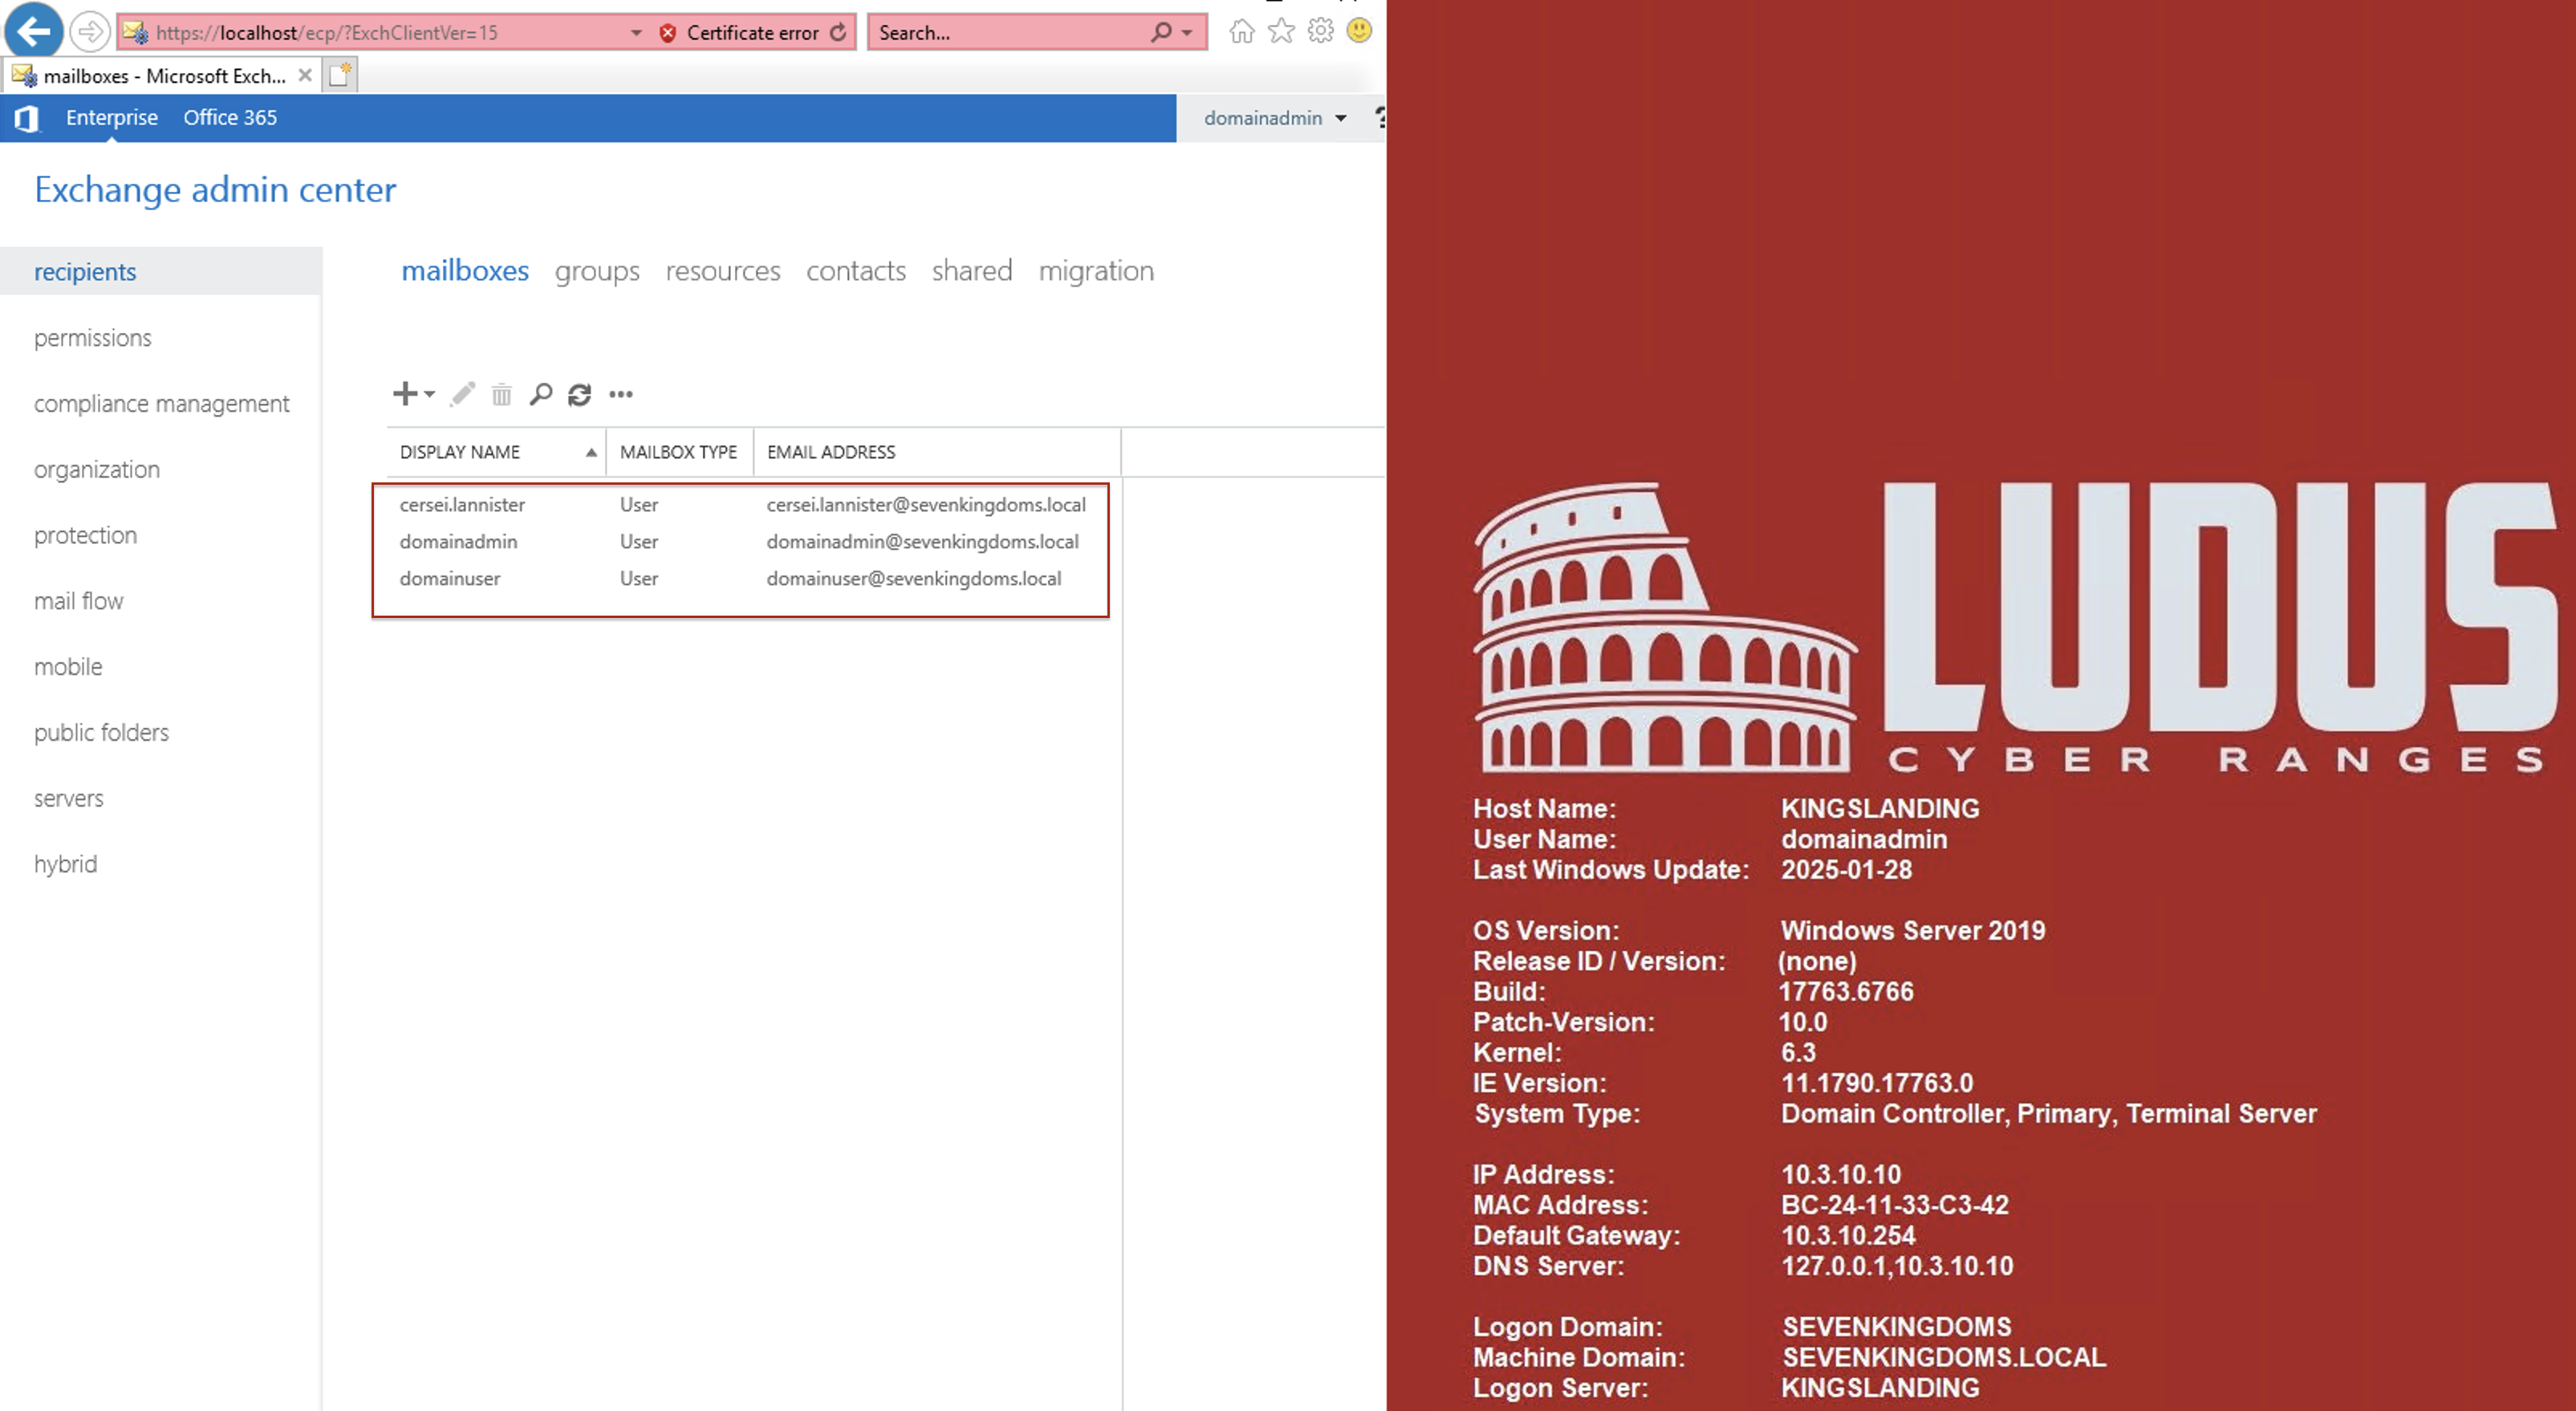 https://localhost/ecp/?ExchClientVer=15
Certificate error
Search...
mailboxes - Microsoft Exch...
Enterprise
Office 365
domainadmin
?
Exchange admin center
recipients
permissions
compliance management
organization
protection
mail flow
mobile
public folders
servers
hybrid
mailboxes groups resources contacts shared migration
DISPLAY NAME MAILBOX TYPE EMAIL ADDRESS
cersei.lannister User cersei.lannister@sevenkingdoms.local
domainadmin User domainadmin@sevenkingdoms.local
domainuser User domainuser@sevenkingdoms.local
LUDUS
CYBER RANGES
Host Name: KINGSLANDING
User Name: domainadmin
Last Windows Update: 2025-01-28
OS Version: Windows Server 2019
Release ID / Version: (none)
Build: 17763.6766
Patch-Version: 10.0
Kernel: 6.3
IE Version: 11.1790.17763.0
System Type: Domain Controller, Primary, Terminal Server
IP Address: 10.3.10.10
MAC Address: BC-24-11-33-C3-42
Default Gateway: 10.3.10.254
DNS Server: 127.0.0.1,10.3.10.10
Logon Domain: SEVENKINGDOMS
Machine Domain: SEVENKINGDOMS.LOCAL
Logon Server: KINGSLANDING